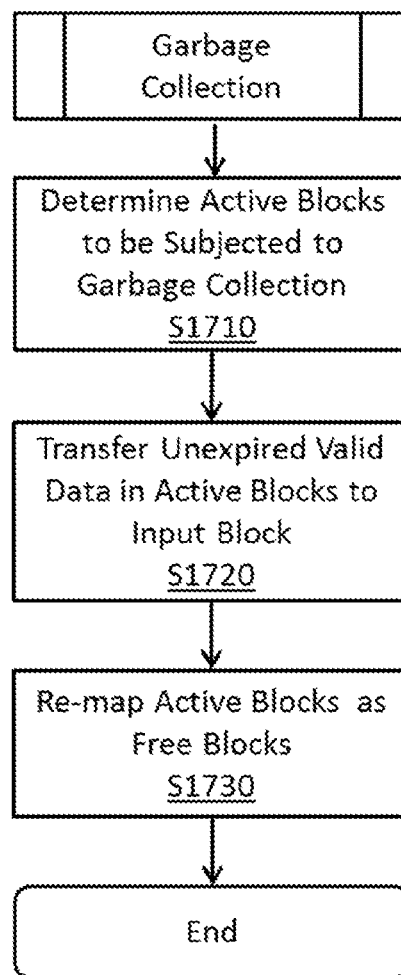 Garbage
Collection
Determine Active Blocks
to be Subjected to
Garbage Collection
S1710
Transfer Unexpired Valid
Data in Active Blocks to
Input Block
S1720
Re-map Active Blocks as
Free Blocks
S1730
End